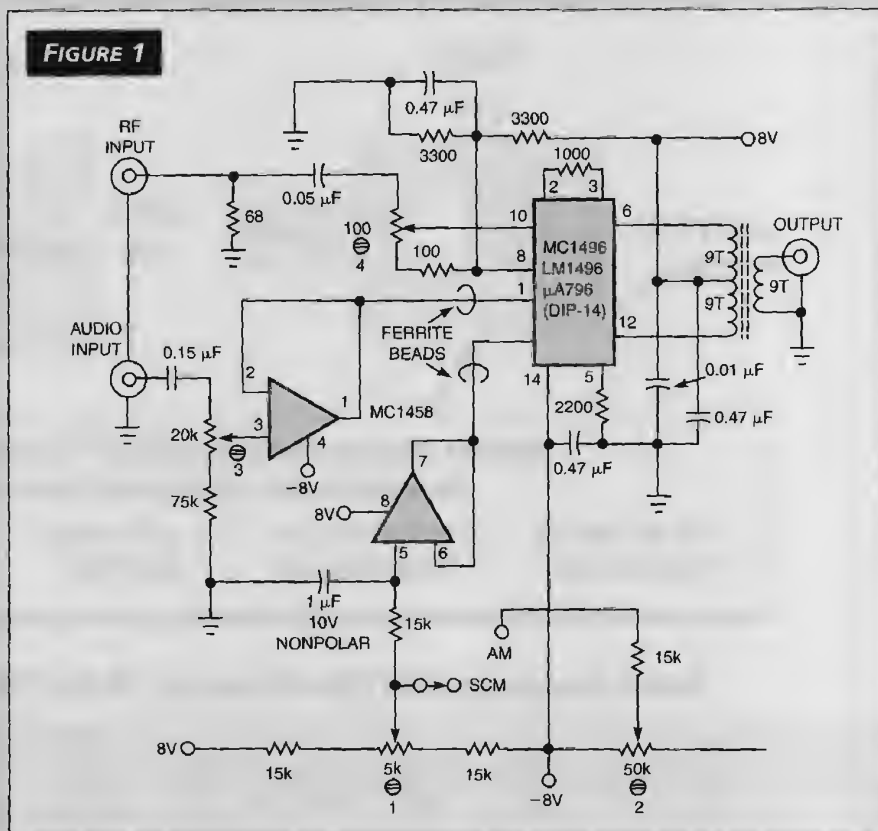 FIGURE 1
RF
INPUT
0.47 µF
3300
3300
8V
1000
2
3
0.05 µF
68
100
4
100
10
8
1
6
12
14
5
MC1496
LM1496
µA796
(DIP-14)
9T
9T
9T
OUTPUT
FERRITE
BEADS
AUDIO
INPUT
0.15 µF
2
3
1
4
MC1458
-8V
20k
3
75k
2200
0.47 µF
0.01 µF
0.47 µF
7
8V
8
5
6
1 µF
10V
NONPOLAR
15k
AM
15k
SCM
8V
15k
5k
1
15k
-8V
50k
2